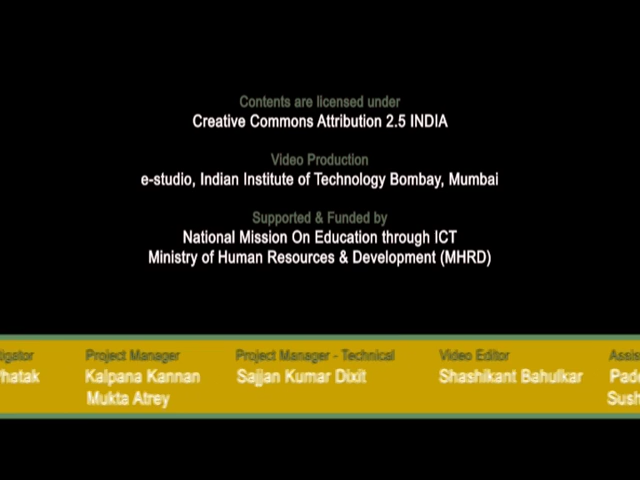 Contents are licensed under
Creative Commons Attribution 2.5 INDIA
Video Production
e-studio, Indian Institute of Technology Bombay, Mumbai
Supported & Funded by
National Mission On Education through ICT
Ministry of Human Resources & Development (MHRD)
Project Manager
Project Manager - Technical
Video Editor
Kalpana Kannan
Sajjan Kumar Dixit
Shashikant Bahulkar
Mukta Atrey